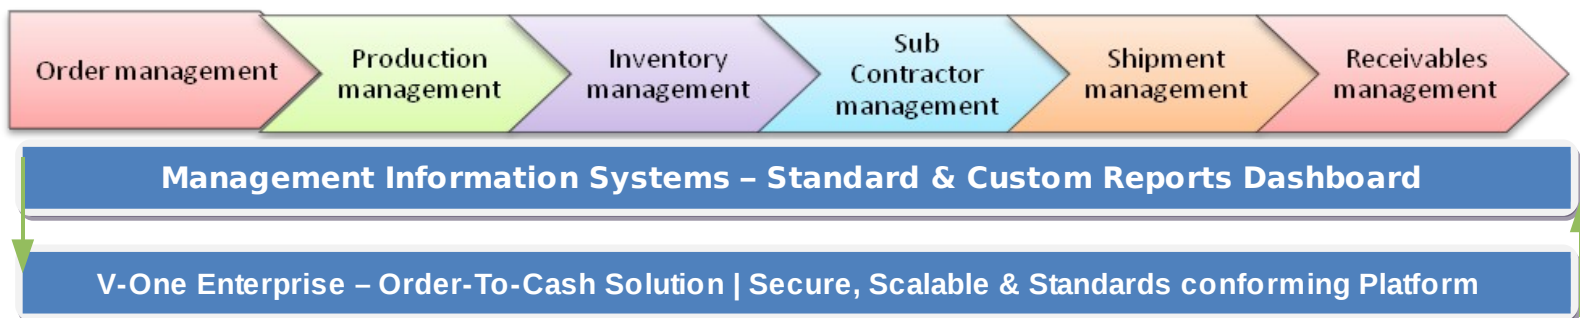 Order management
Production
management
Inventory
management
Sub
Contractor
management
Shipment
management
Receivables
management
Management Information Systems – Standard & Custom Reports Dashboard
V-One Enterprise – Order-To-Cash Solution | Secure, Scalable & Standards conforming Platform